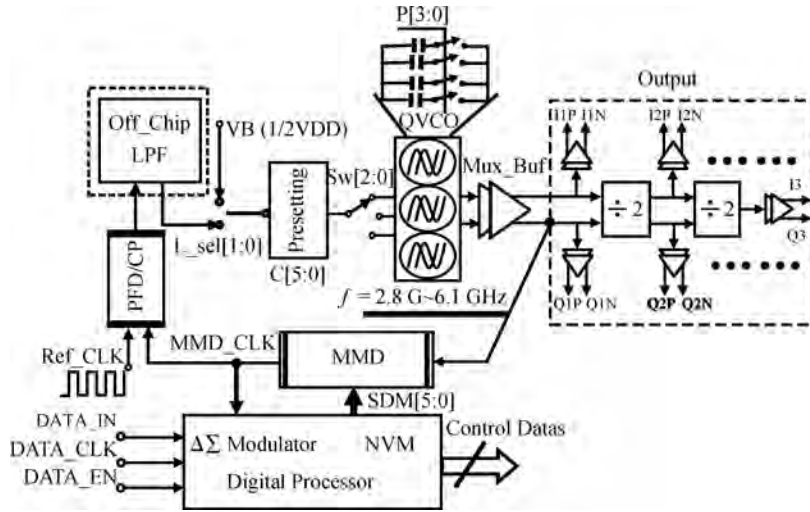 P[3:0]
Output
Off_Chip
LPF
VB (1/2VDD)
QVCO
I1P I1N
I2P I2N
Sw[2:0]
Mux_Buf
Presetting
÷ 2
÷ 2
I3
Q3
i_sel[1:0]
C[5:0]
PFD/CP
Q1P Q1N
Q2P Q2N
f = 2.8 G~6.1 GHz
MMD_CLK
MMD
Ref_CLK
SDM[5:0]
DATA_IN
DATA_CLK
DATA_EN
ΔΣ Modulator NVM
Digital Processor
Control Datas